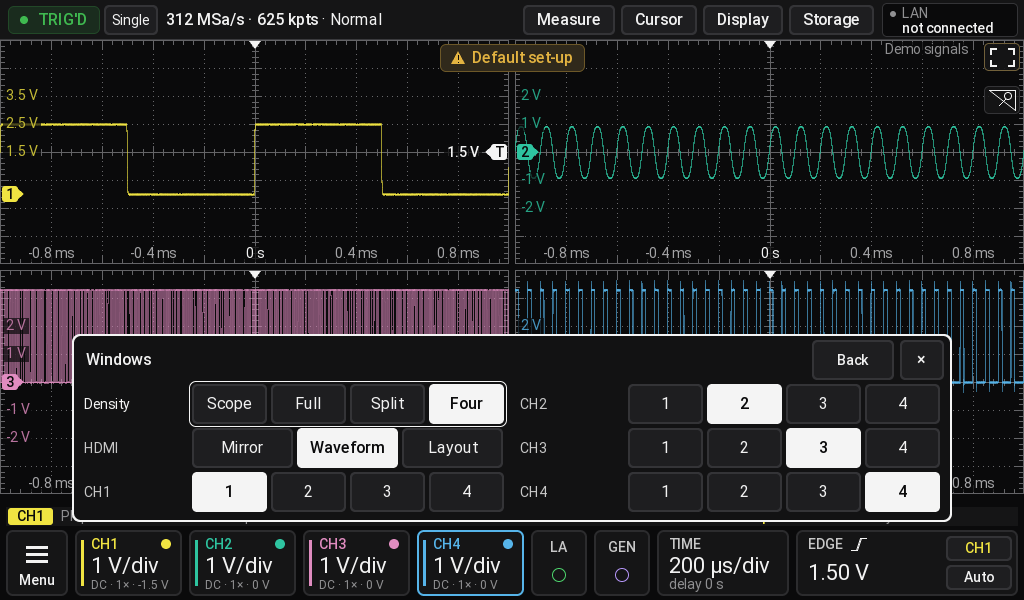 TRIG'D Single 312 MSa/s · 625 kpts · Normal Measure Cursor Display Storage LAN
not connected
Demo signals
Default set-up
3.5 V
2.5 V
1.5 V
1.5 V T
1
-0.8 ms -0.4 ms 0 s 0.4 ms 0.8 ms
2 V
1 V
2
-1 V
-2 V
-0.8 ms -0.4 ms 0 s 0.4 ms 0.8 ms
2 V
1 V
3
-1 V
-2 V
-0.8 ms
2 V
0.8 ms
Windows Back ×
Density Scope Full Split Four CH2 1 2 3 4
HDMI Mirror Waveform Layout CH3 1 2 3 4
CH1 1 2 3 4 CH4 1 2 3 4
CH1
Menu
CH1
1 V/div
DC · 1× · -1.5 V
CH2
1 V/div
DC · 1× · 0 V
CH3
1 V/div
DC · 1× · 0 V
CH4
1 V/div
DC · 1× · 0 V
LA
GEN
TIME
200 µs/div
delay 0 s
EDGE
1.50 V
CH1
Auto